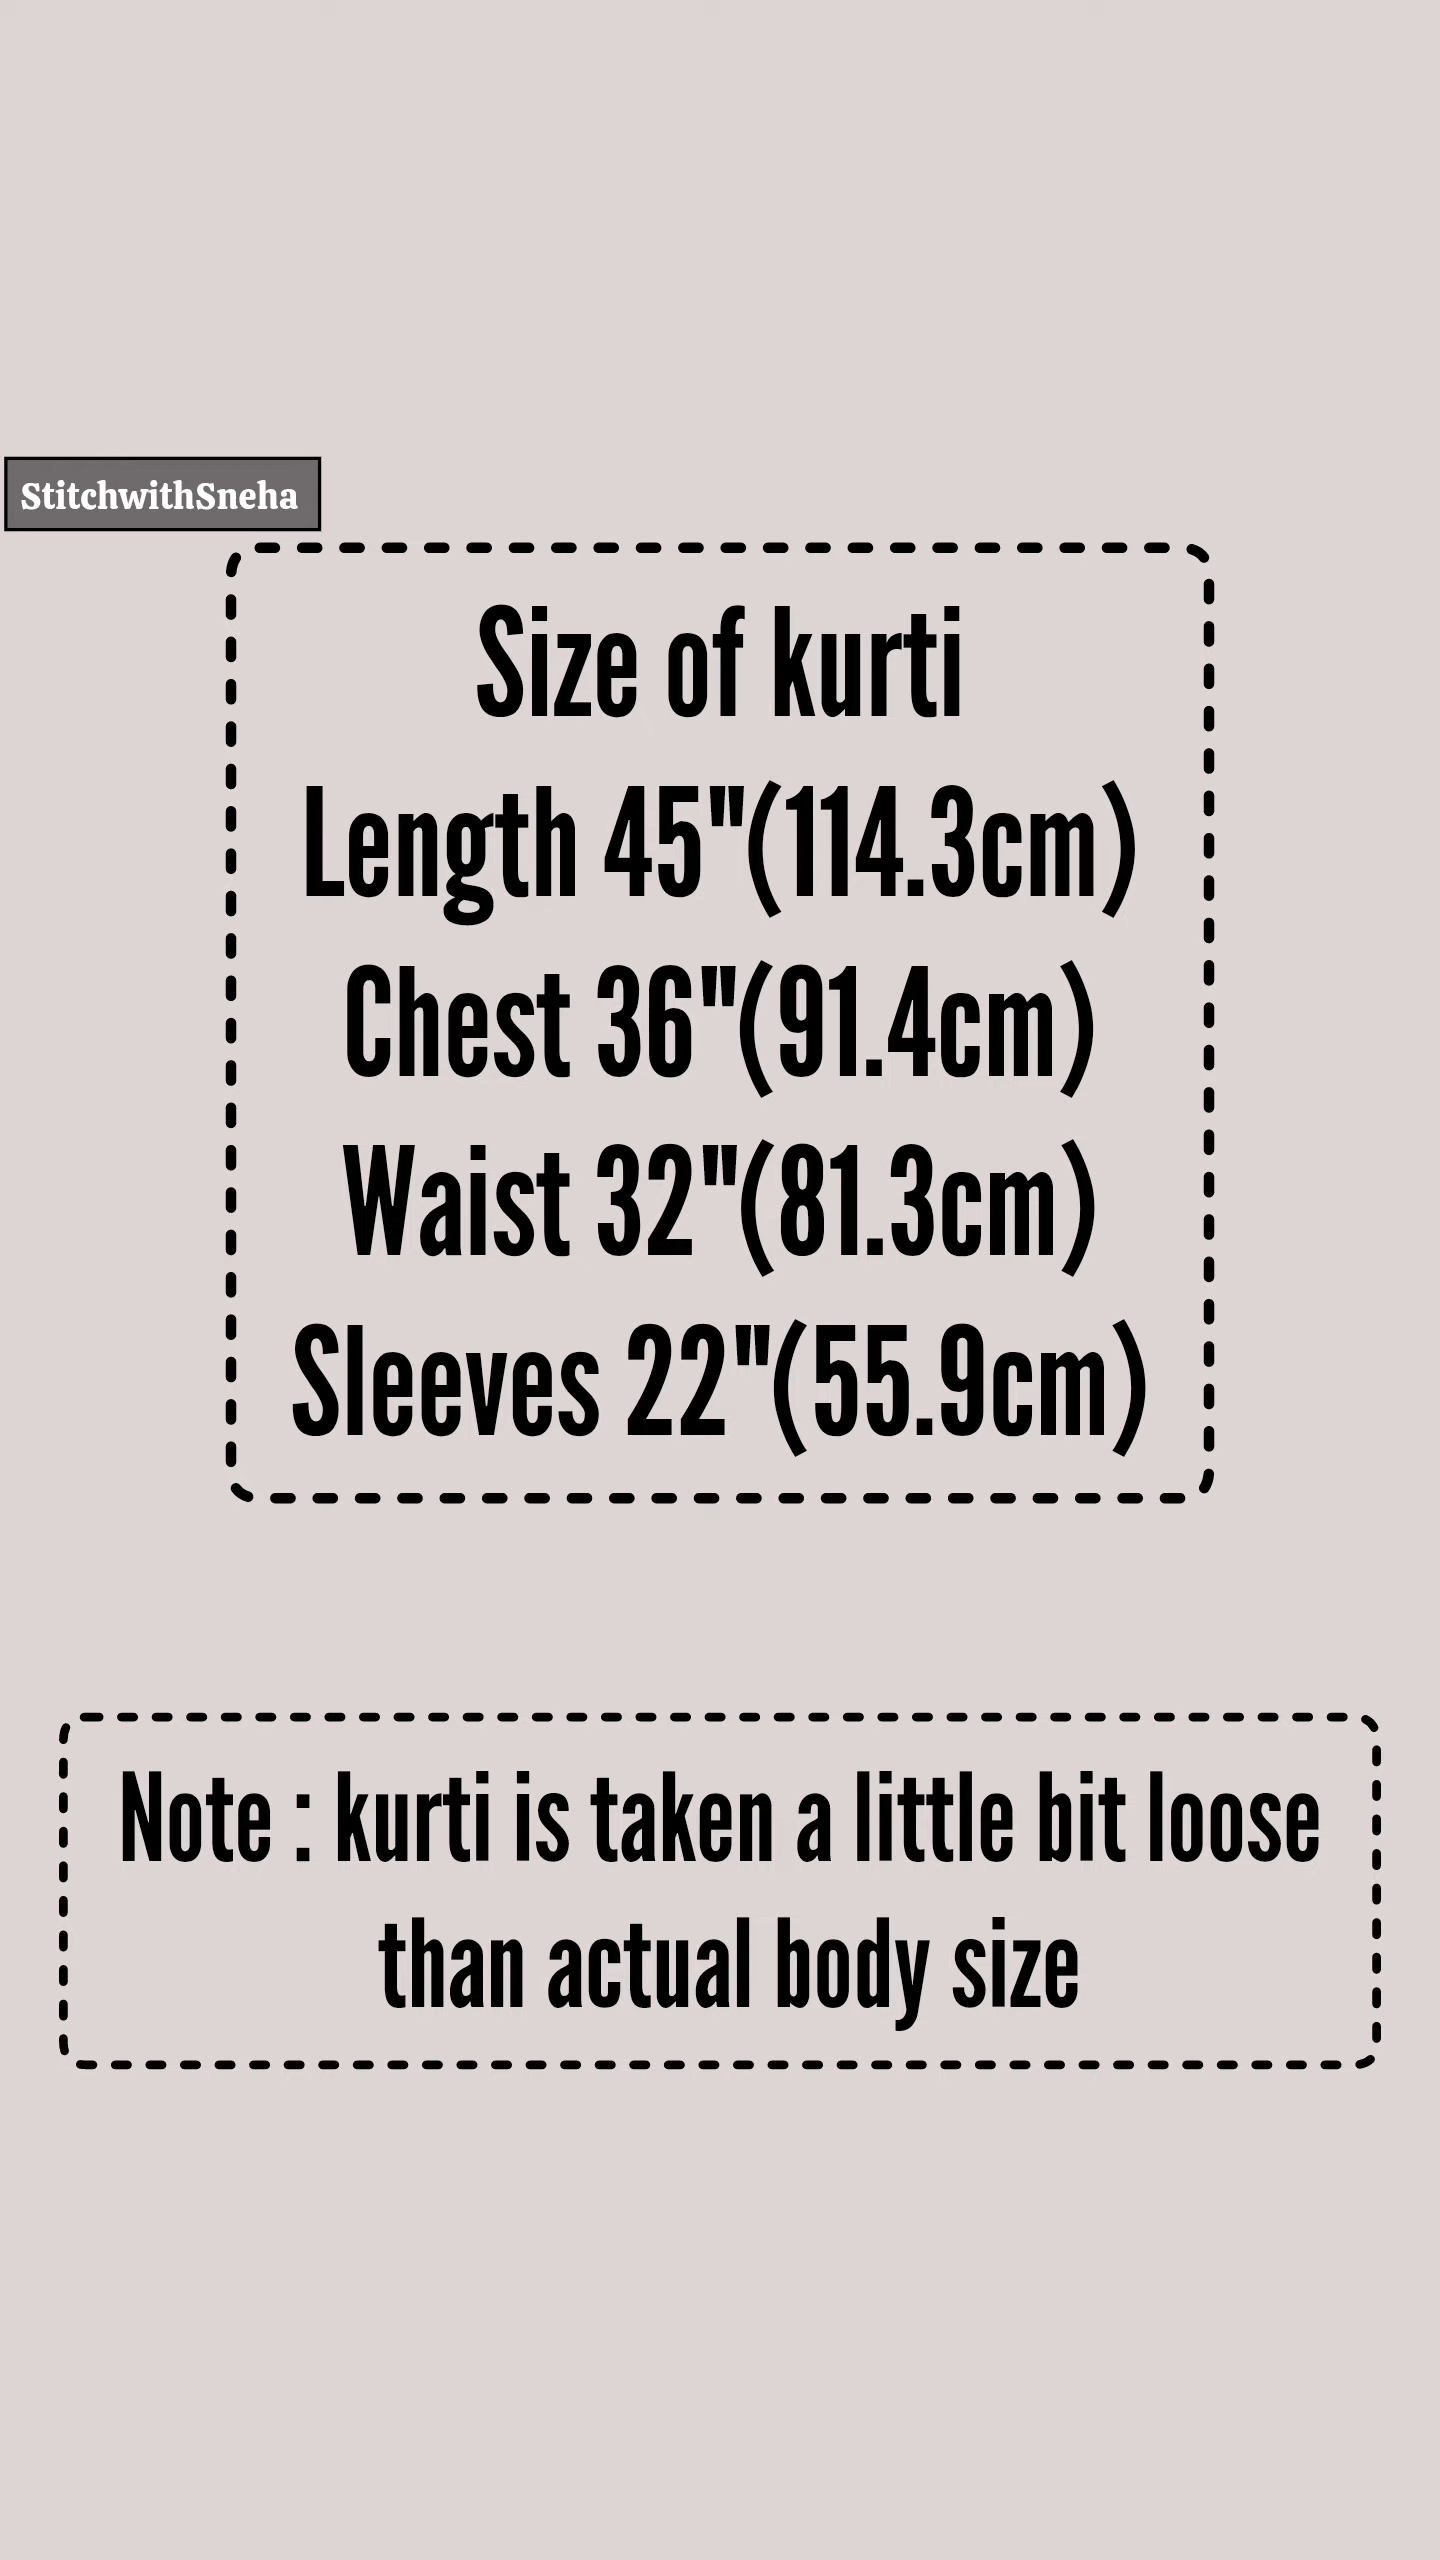 StitchwithSneha
Size of kurti
Length 45"(114.3cm)
Chest 36"(91.4cm)
Waist 32"(81.3cm)
Sleeves 22"(55.9cm)
Note : kurti is taken a little bit loose
than actual body size